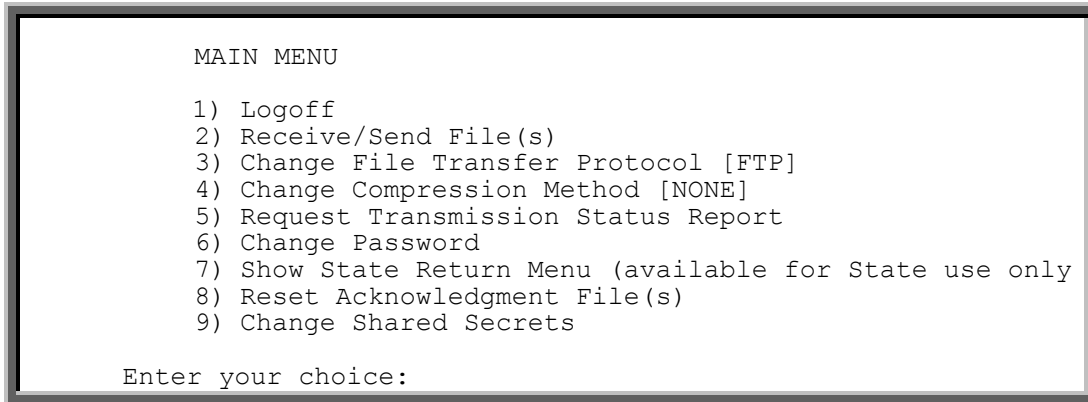 MAIN MENU
1) Logoff
2) Receive/Send File(s)
3) Change File Transfer Protocol [FTP]
4) Change Compression Method [NONE]
5) Request Transmission Status Report
6) Change Password
7) Show State Return Menu (available for State use only
8) Reset Acknowledgment File(s)
9) Change Shared Secrets
Enter your choice: